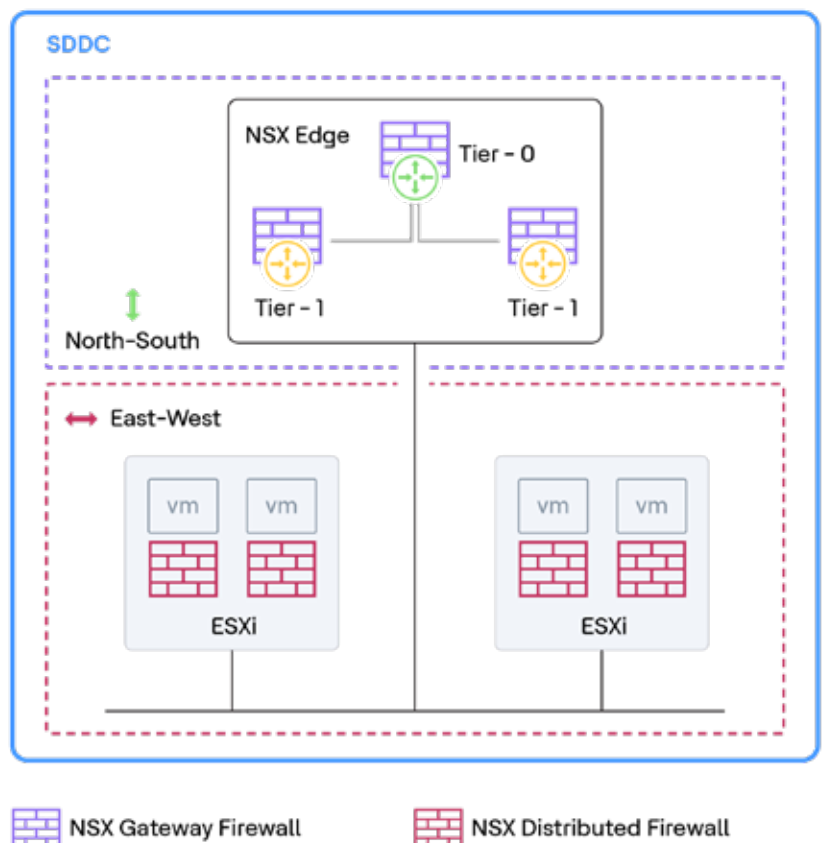 SDDC
NSX Edge
Tier - 0
Tier - 1
Tier - 1
North-South
East-West
vm
vm
vm
vm
ESXi
ESXi
NSX Gateway Firewall
NSX Distributed Firewall